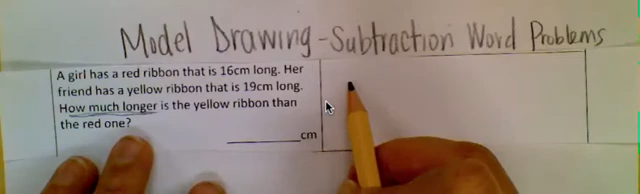 Model Drawing - Subtraction Word Problems
A girl has a red ribbon that is 16cm long. Her
friend has a yellow ribbon that is 19cm long.
How much longer is the yellow ribbon than
the red one?
__________cm